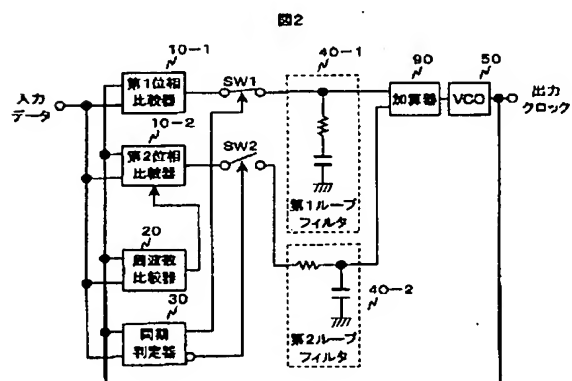 図2
10-1
第1位相
比較器
SW1
40-1
90
50
入力
データ
加算器
VCO
出力
クロック
10-2
第2位相
比較器
SW2
第1ループ
フィルタ
20
周波数
比較器
30
同期
判定器
第2ループ
フィルタ
40-2